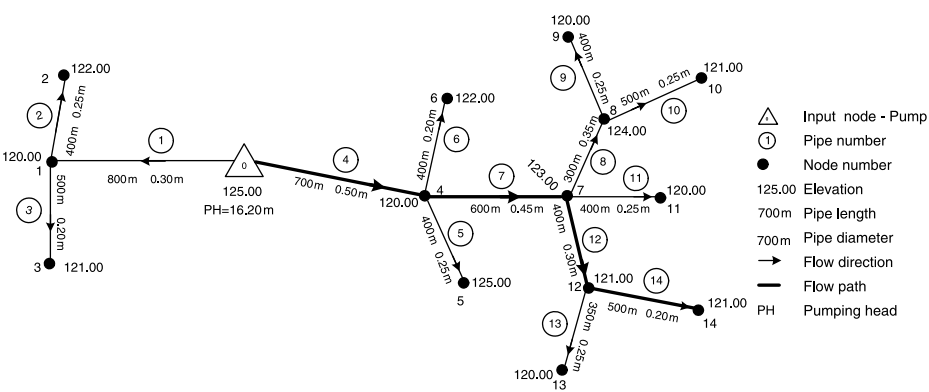 120.00
9
400m 0.25m
9
121.00
10
500m 0.25m
10
8
124.00
2
122.00
2
400m 0.25m
6
122.00
6
400m 0.20m
300m 0.35m
8
120.00
1
1
800m 0.30m
0
125.00
PH=16.20m
4
700m 0.50m
120.00
4
7
600m 0.45m
123.00
7
11
400m 0.25m
120.00
11
3
500m 0.20m
3
121.00
5
400m 0.25m
125.00
5
12
400m 0.30m
12
121.00
14
500m 0.20m
121.00
14
13
350m 0.25m
120.00
13
Input node - Pump
1
Pipe number
Node number
125.00 Elevation
700m Pipe length
700m Pipe diameter
Flow direction
Flow path
PH Pumping head